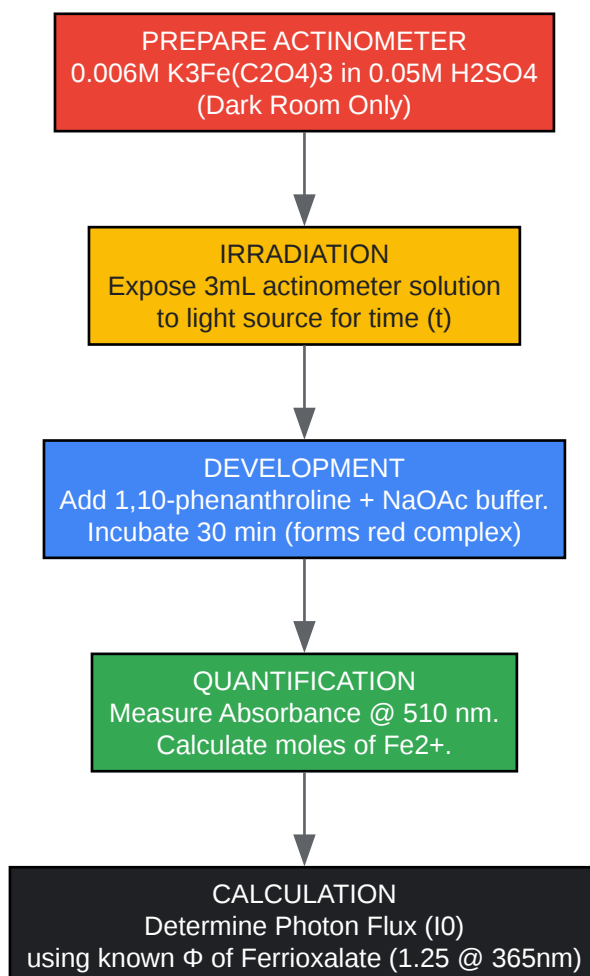 PREPARE ACTINOMETER
0.006M K3Fe(C2O4)3 in 0.05M H2SO4
(Dark Room Only)
IRRADIATION
Expose 3mL actinometer solution
to light source for time (t)
DEVELOPMENT
Add 1,10-phenanthroline + NaOAc buffer.
Incubate 30 min (forms red complex)
QUANTIFICATION
Measure Absorbance @ 510 nm.
Calculate moles of Fe2+.
CALCULATION
Determine Photon Flux (I0)
using known Φ of Ferrioxalate (1.25 @ 365nm)